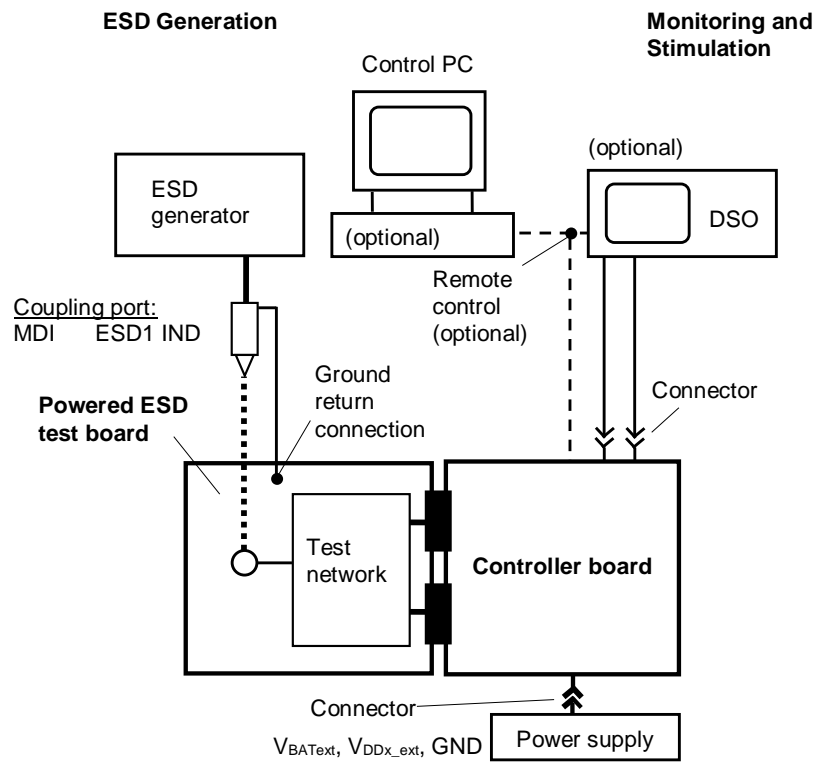 ESD Generation
Monitoring and
Stimulation
Control PC
(optional)
ESD
generator
(optional)
DSO
Remote
control
(optional)
Coupling port:
MDI ESD1 IND
Ground
return
connection
Connector
Powered ESD
test board
Test
network
Controller board
Connector
VBAText, VDDx_ext, GND
Power supply